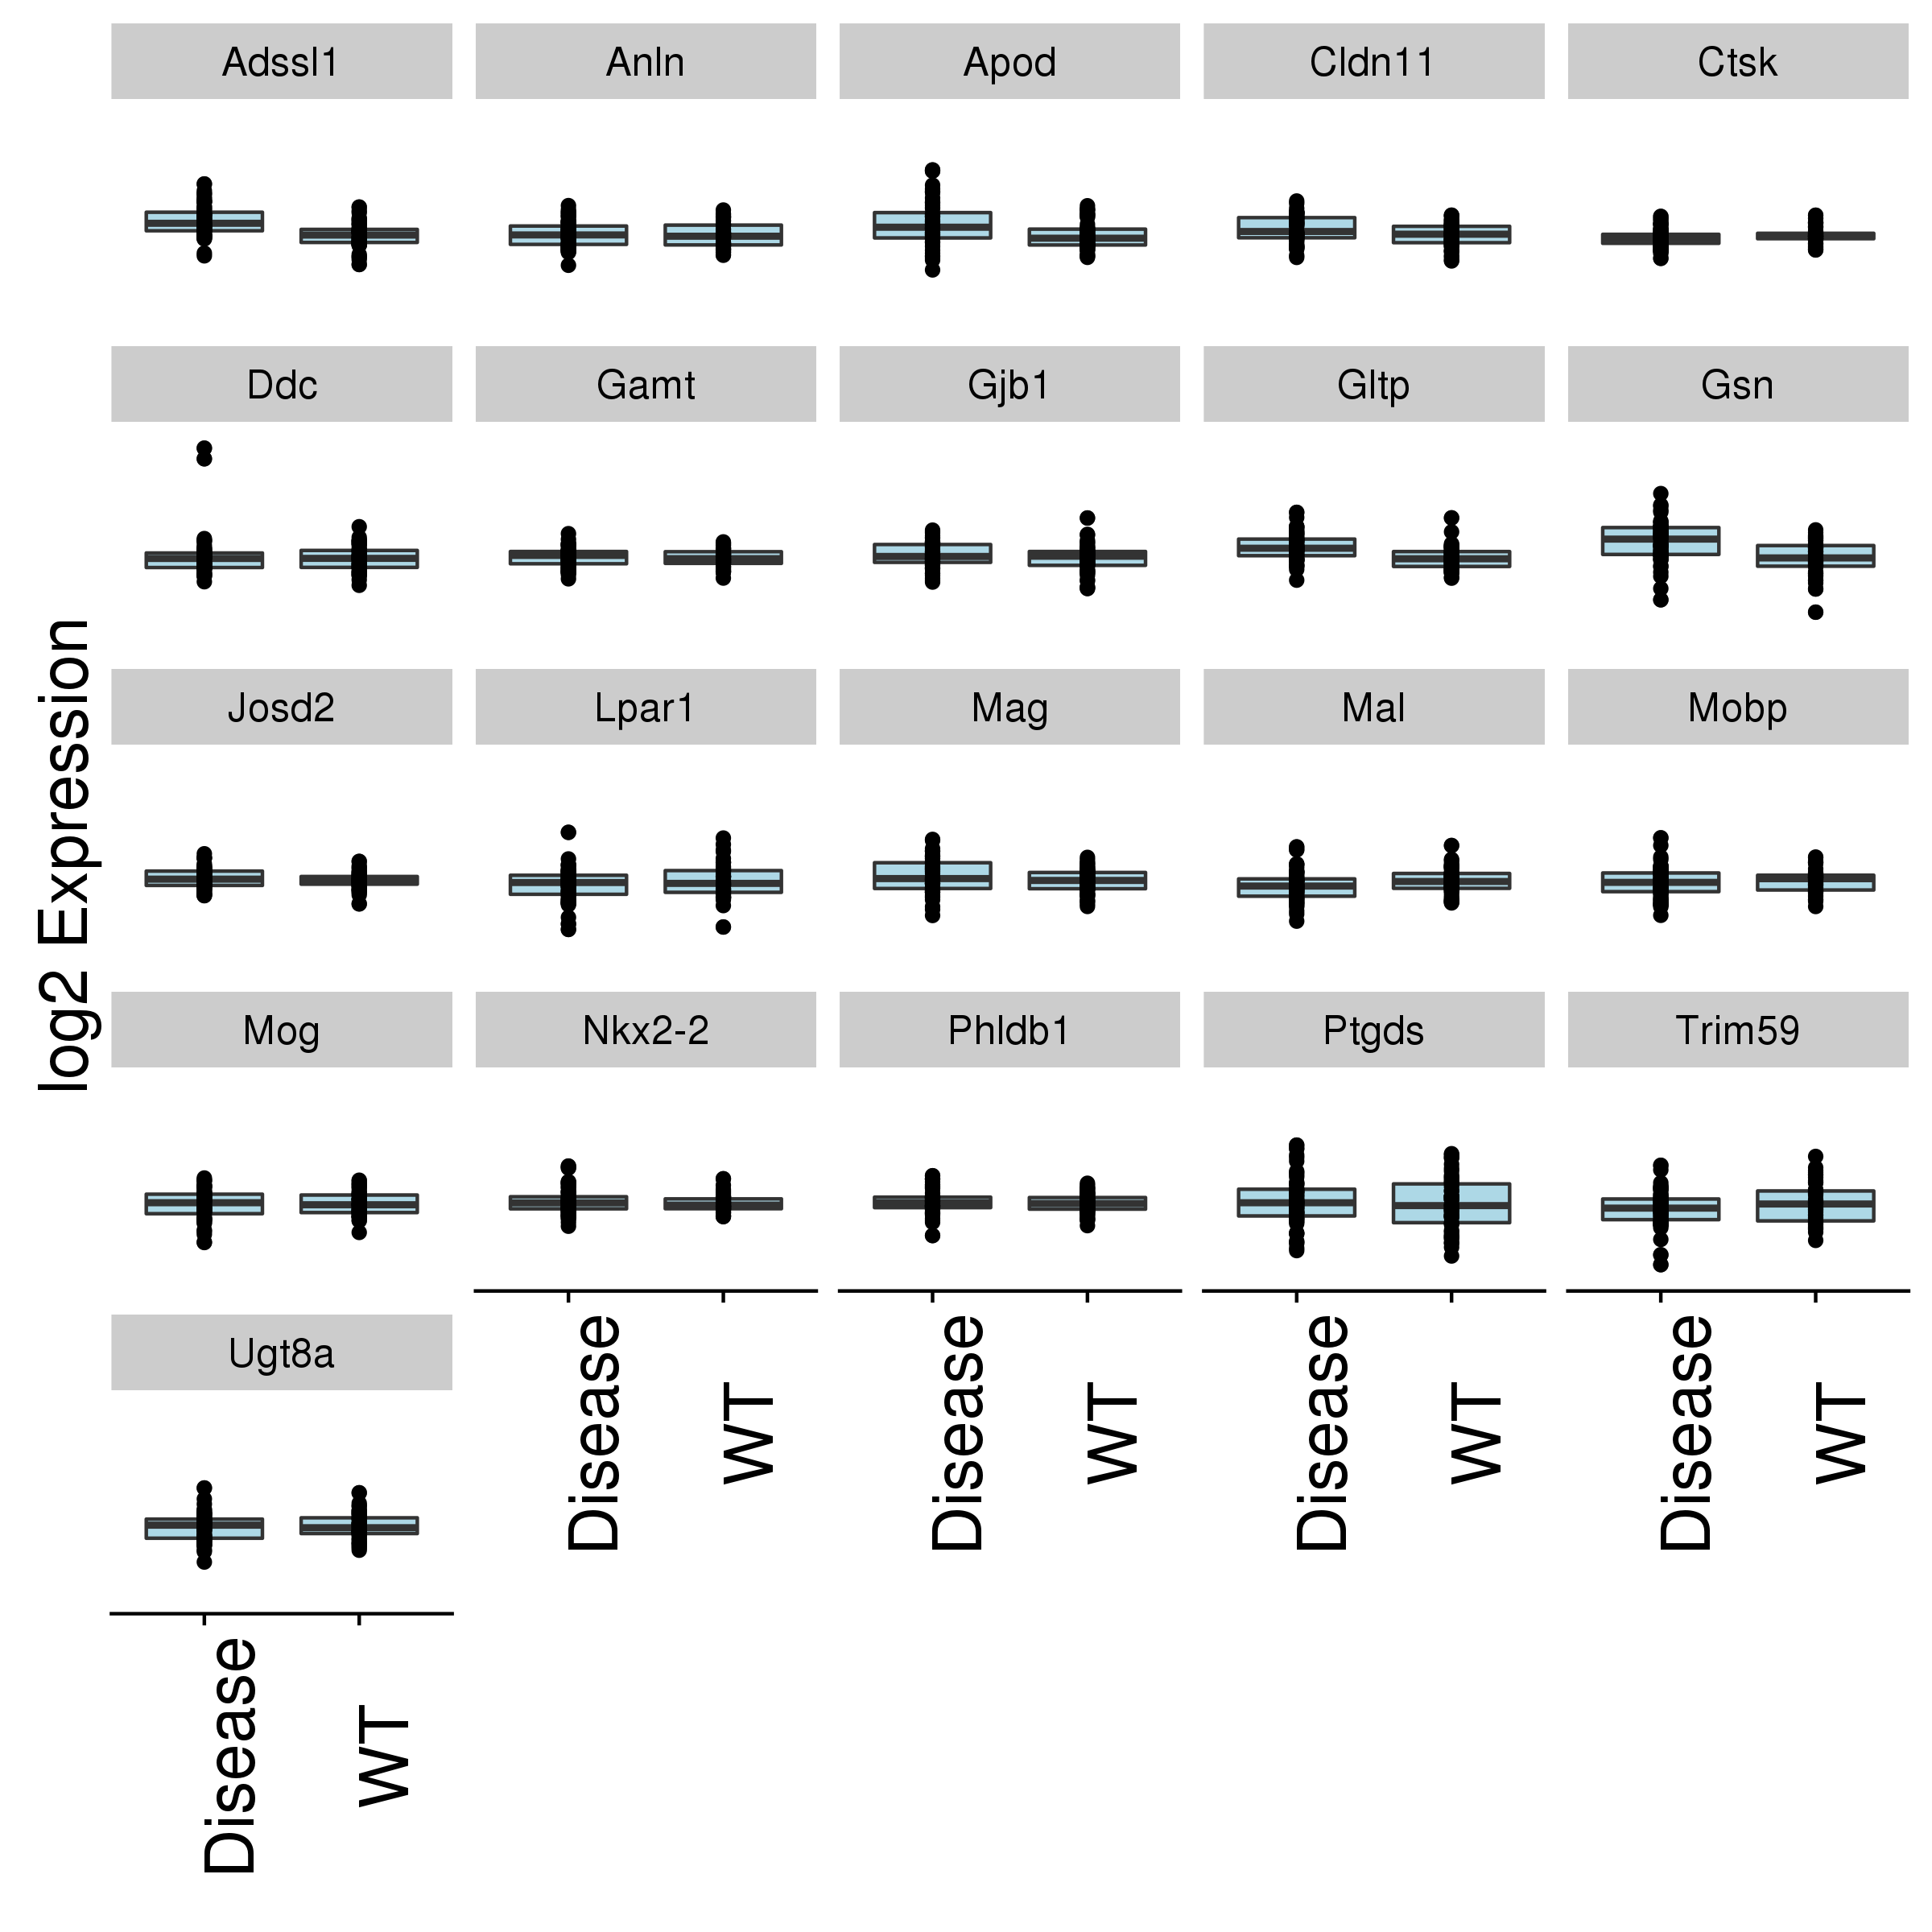 Adssl1
Anln
Apod
Cldn11
Ctsk
Ddc
Gamt
Gjb1
Gltp
Gsn
log2 Expression
Josd2
Lpar1
Mag
Mal
Mobp
Mog
Nkx2-2
Phldb1
Ptgds
Trim59
Ugt8a
Disease
WT
Disease
WT
Disease
WT
Disease
WT
Disease
WT